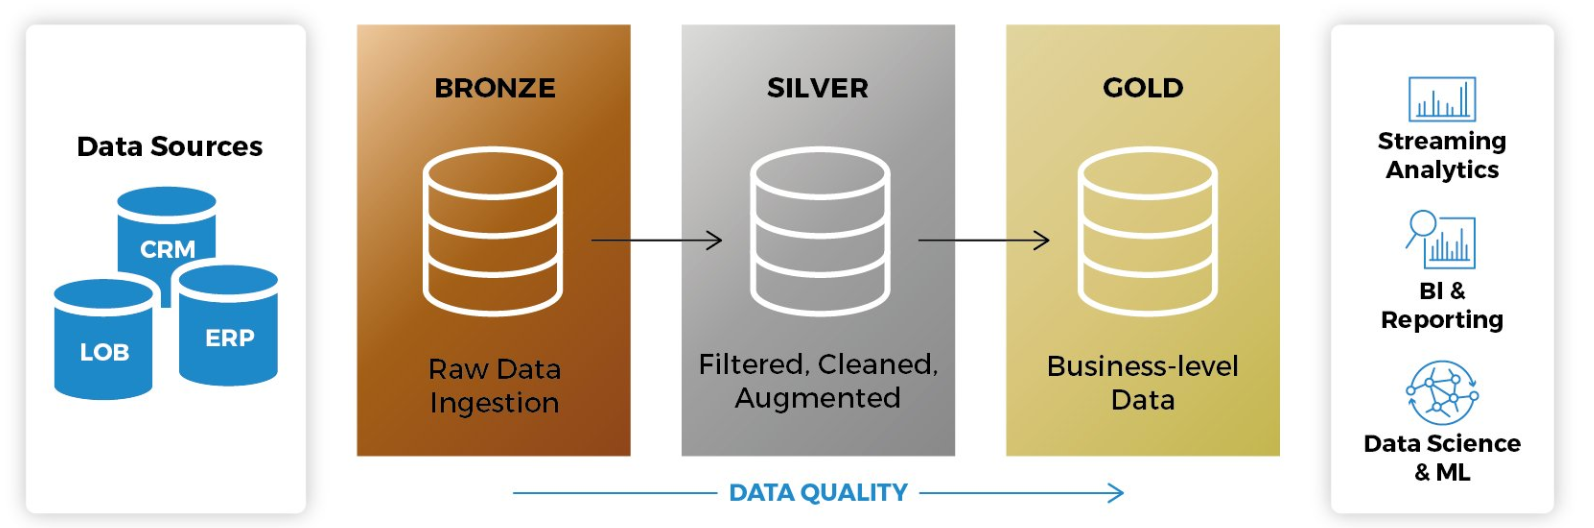 Data Sources
CRM
LOB
ERP
BRONZE
Raw Data
Ingestion
SILVER
Filtered, Cleaned,
Augmented
GOLD
Business-level
Data
DATA QUALITY
Streaming
Analytics
BI &
Reporting
Data Science
& ML